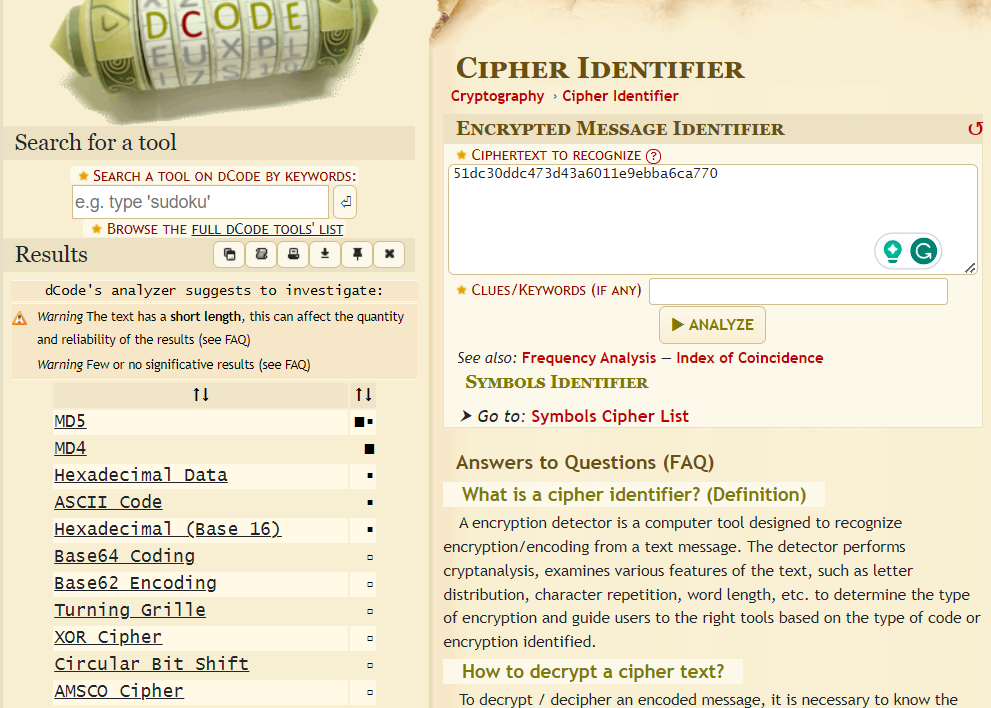 DCODE
EUXPL
Search for a tool
★ Search a tool on dCode by keywords:
e.g. type 'sudoku'
★ Browse the full dCode tools' list
Results
dCode's analyzer suggests to investigate:
Warning The text has a short length, this can affect the quantity
and reliability of the results (see FAQ)
Warning Few or no significative results (see FAQ)
↑↓ ↑↓
MD5 ■▪
MD4 ■
Hexadecimal Data ▪
ASCII Code ▪
Hexadecimal (Base 16) ▪
Base64 Coding ▫
Base62 Encoding ▫
Turning Grille ▫
XOR Cipher ▫
Circular Bit Shift ▫
AMSCO Cipher ▫
Cipher Identifier
Cryptography › Cipher Identifier
Encrypted Message Identifier ↺
★ Ciphertext to recognize (?)
51dc30ddc473d43a6011e9ebba6ca770
★ Clues/Keywords (if any)
▶ ANALYZE
See also: Frequency Analysis — Index of Coincidence
Symbols Identifier
➤ Go to: Symbols Cipher List
Answers to Questions (FAQ)
What is a cipher identifier? (Definition)
A encryption detector is a computer tool designed to recognize
encryption/encoding from a text message. The detector performs
cryptanalysis, examines various features of the text, such as letter
distribution, character repetition, word length, etc. to determine the type
of encryption and guide users to the right tools based on the type of code or
encryption identified.
How to decrypt a cipher text?
To decrypt / decipher an encoded message, it is necessary to know the